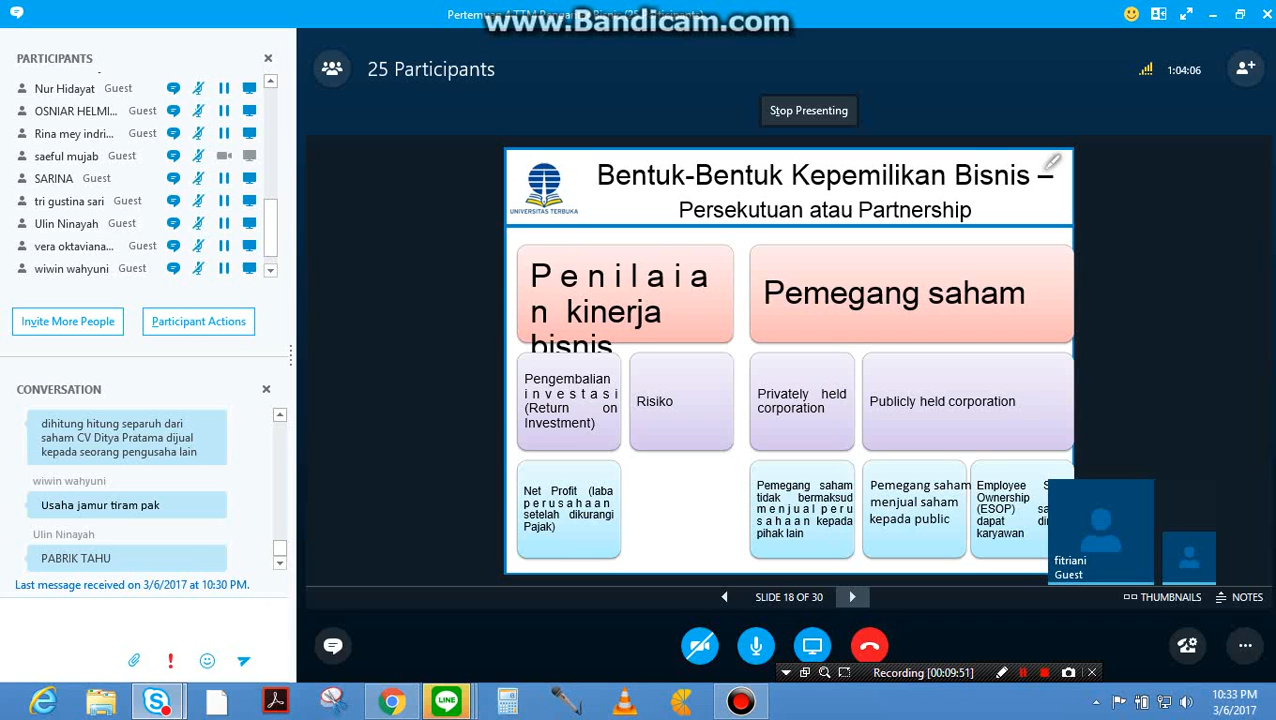 Pertemuan 4 TTM
(25 Participants)
www.Bandicam.com
PARTICIPANTS
Nur Hidayat Guest
OSNIAR HELMI... Guest
Rina mey indri... Guest
saeful mujab Guest
SARINA Guest
tri gustina sari Guest
Ulin Ninayah Guest
vera oktaviana... Guest
wiwin wahyuni Guest
Invite More People
Participant Actions
CONVERSATION
dihitung hitung separuh dari
saham CV Ditya Pratama dijual
kepada seorang pengusaha lain
wiwin wahyuni
Usaha jamur tiram pak
Ulin Ninayah
PABRIK TAHU
Last message received on 3/6/2017 at 10:30 PM.
25 Participants
1:04:06
Stop Presenting
UNIVERSITAS TERBUKA
Bentuk-Bentuk Kepemilikan Bisnis –
Persekutuan atau Partnership
P e n i l a i a
n kinerja
bisnis
Pemegang saham
Pengembalian
i n v e s t a s i
(Return on
Investment)
Risiko
Privately held
corporation
Publicly held corporation
Net Profit (laba
p e r u s a h a a n
setelah dikurangi
Pajak)
Pemegang saham
tidak bermaksud
m e n j u a l p e r u
s a h a a n kepada
pihak lain
Pemegang saham
menjual saham
kepada public
Employee
Ownership
(ESOP)
dapat
karyawan
fitriani
Guest
SLIDE 18 OF 30
THUMBNAILS
NOTES
Recording [00:09:51]
LINE
10:33 PM
3/6/2017